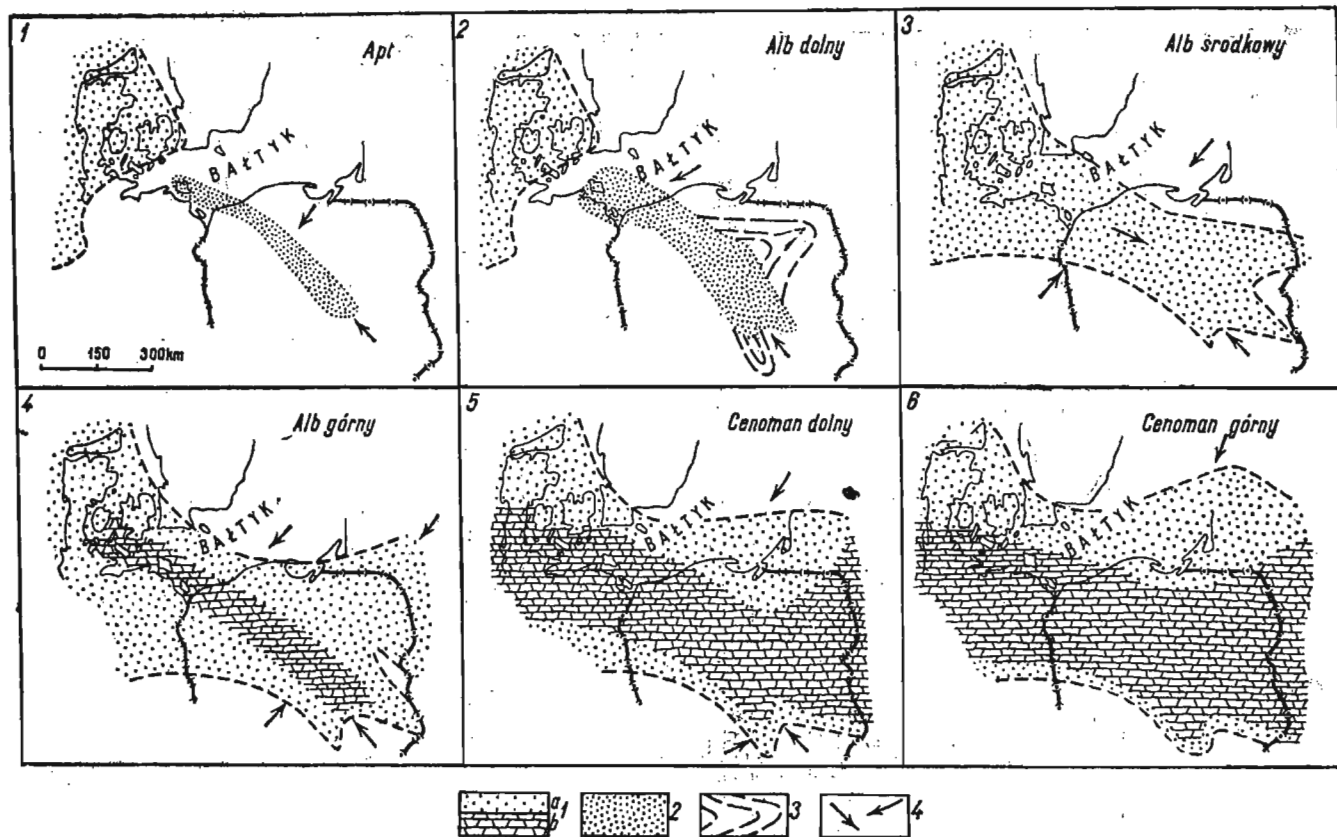 1
Apt
BAŁTYK
0 150 300km
2
Alb dolny
BAŁTYK
3
Alb środkowy
BAŁTYK
4
Alb górny
BAŁTYK
5
Cenoman dolny
BAŁTYK
6
Cenoman górny
BAŁTYK
a
b
1
2
3
4